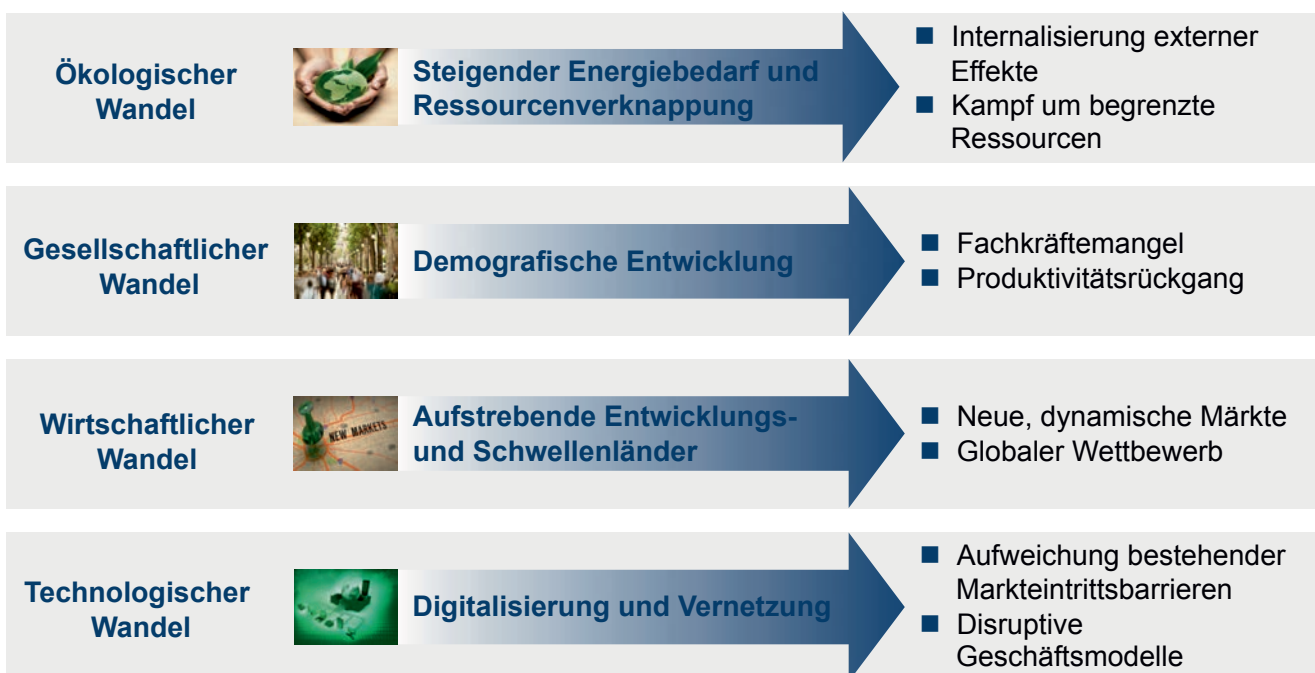 Ökologischer
Wandel
Steigender Energiebedarf und
Ressourcenverknappung
■ Internalisierung externer
Effekte
■ Kampf um begrenzte
Ressourcen
Gesellschaftlicher
Wandel
Demografische Entwicklung
■ Fachkräftemangel
■ Produktivitätsrückgang
Wirtschaftlicher
Wandel
NEW MARKETS
Aufstrebende Entwicklungs-
und Schwellenländer
■ Neue, dynamische Märkte
■ Globaler Wettbewerb
Technologischer
Wandel
Digitalisierung und Vernetzung
■ Aufweichung bestehender
Markteintrittsbarrieren
■ Disruptive
Geschäftsmodelle